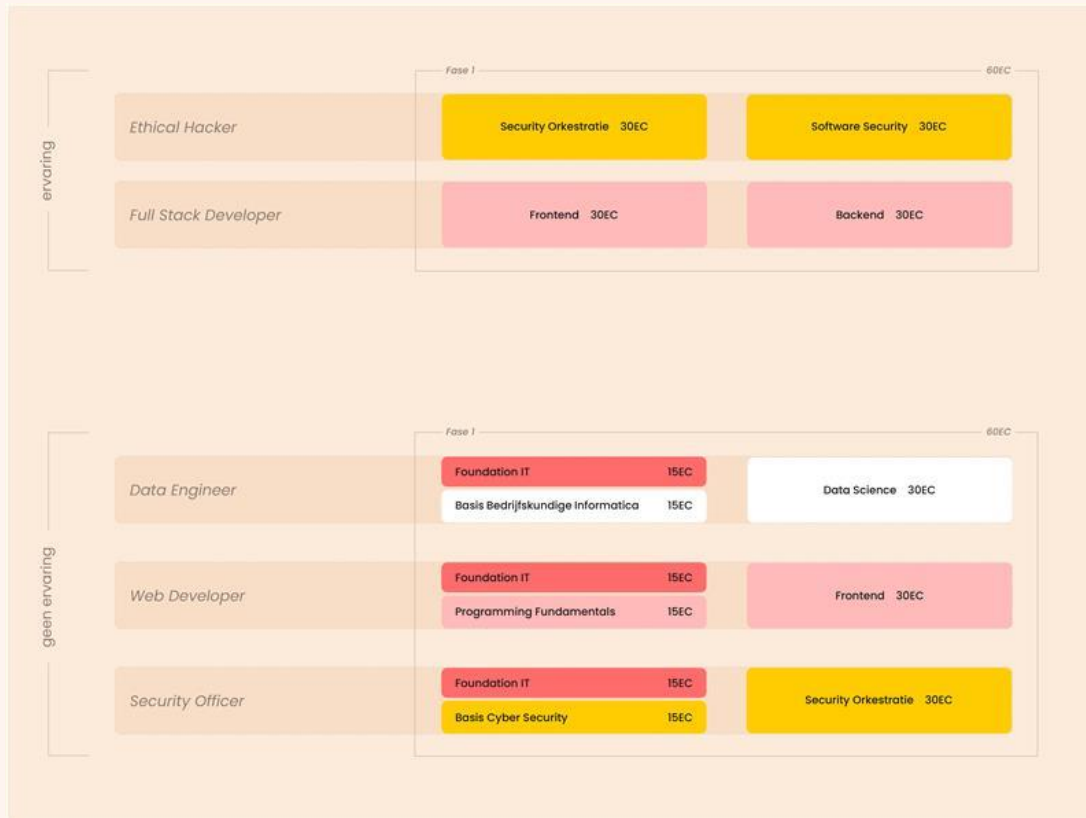 Fase 1 60EC
ervaring
Ethical Hacker
Security Orkestratie 30EC
Software Security 30EC
Full Stack Developer
Frontend 30EC
Backend 30EC
Fase 1 60EC
geen ervaring
Data Engineer
Foundation IT 15EC
Basis Bedrijfskundige Informatica 15EC
Data Science 30EC
Web Developer
Foundation IT 15EC
Programming Fundamentals 15EC
Frontend 30EC
Security Officer
Foundation IT 15EC
Basis Cyber Security 15EC
Security Orkestratie 30EC